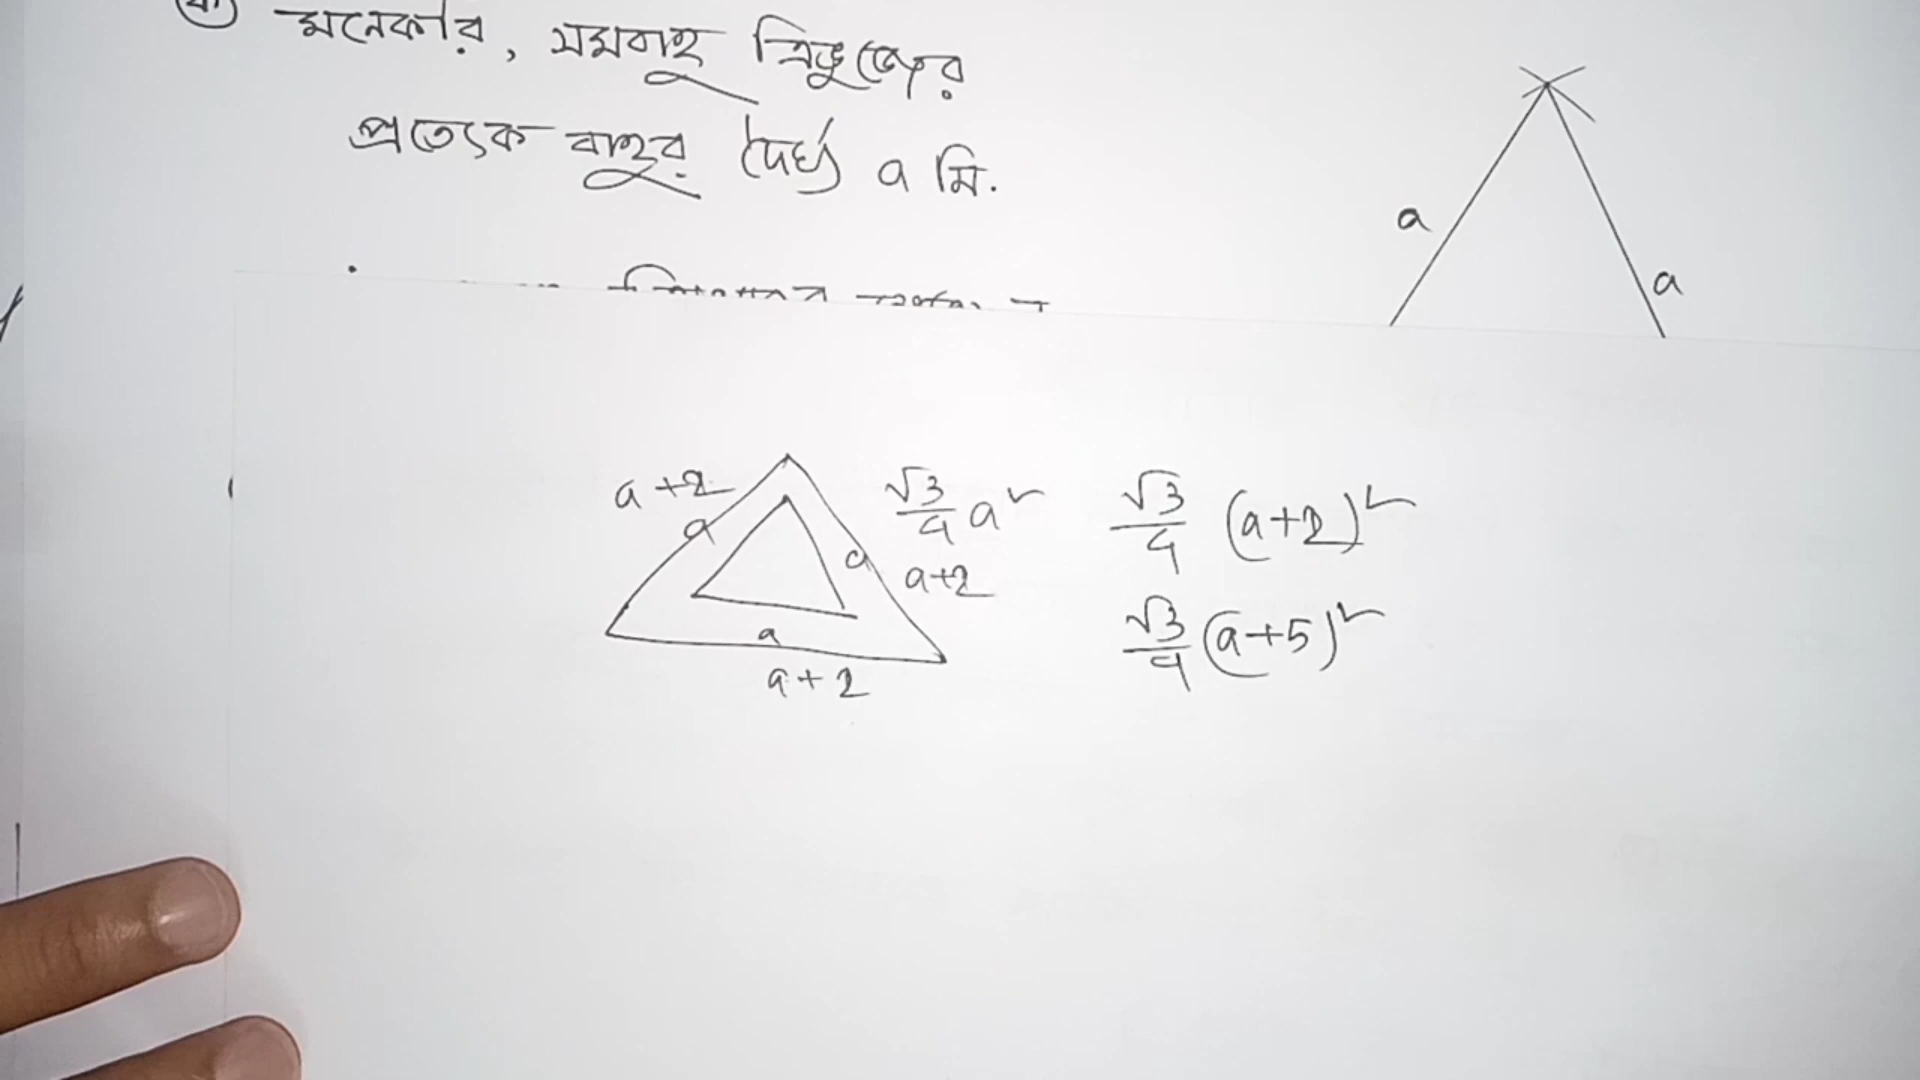 মনেকরি, সমবাহু ত্রিভুজের
প্রত্যেক বাহুর দৈর্ঘ্য a মি.
a
a
a+2
a
a
a+2
a
a+2
√3/4 a²
√3/4 (a+2)²
√3/4 (a+5)²